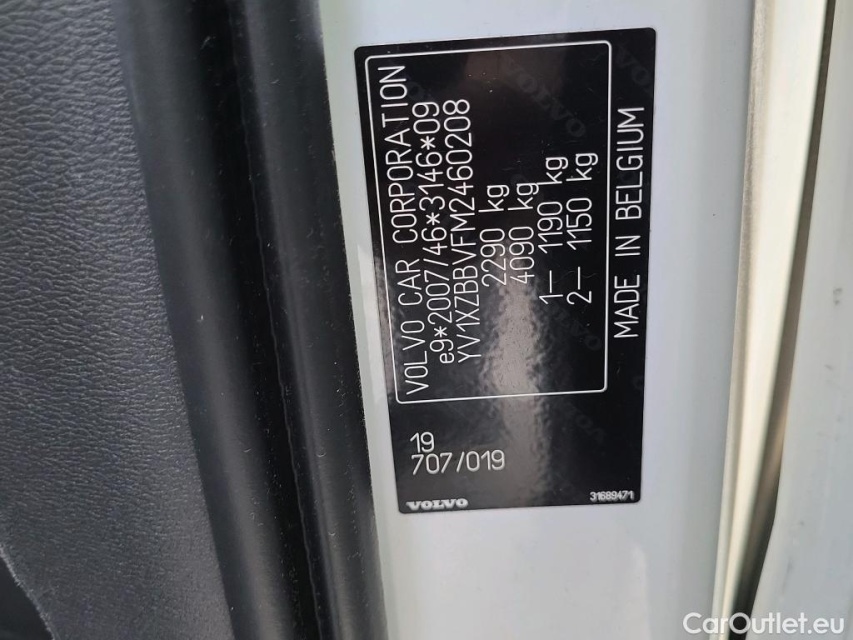 VOLVO CAR CORPORATION
e9*2007/46*3146*09
YV1XZBBVFM2460208
2290 kg
4090 kg
1– 1190 kg
2– 1150 kg
MADE IN BELGIUM
19
707/019
VOLVO
31689471
CarOutlet.eu